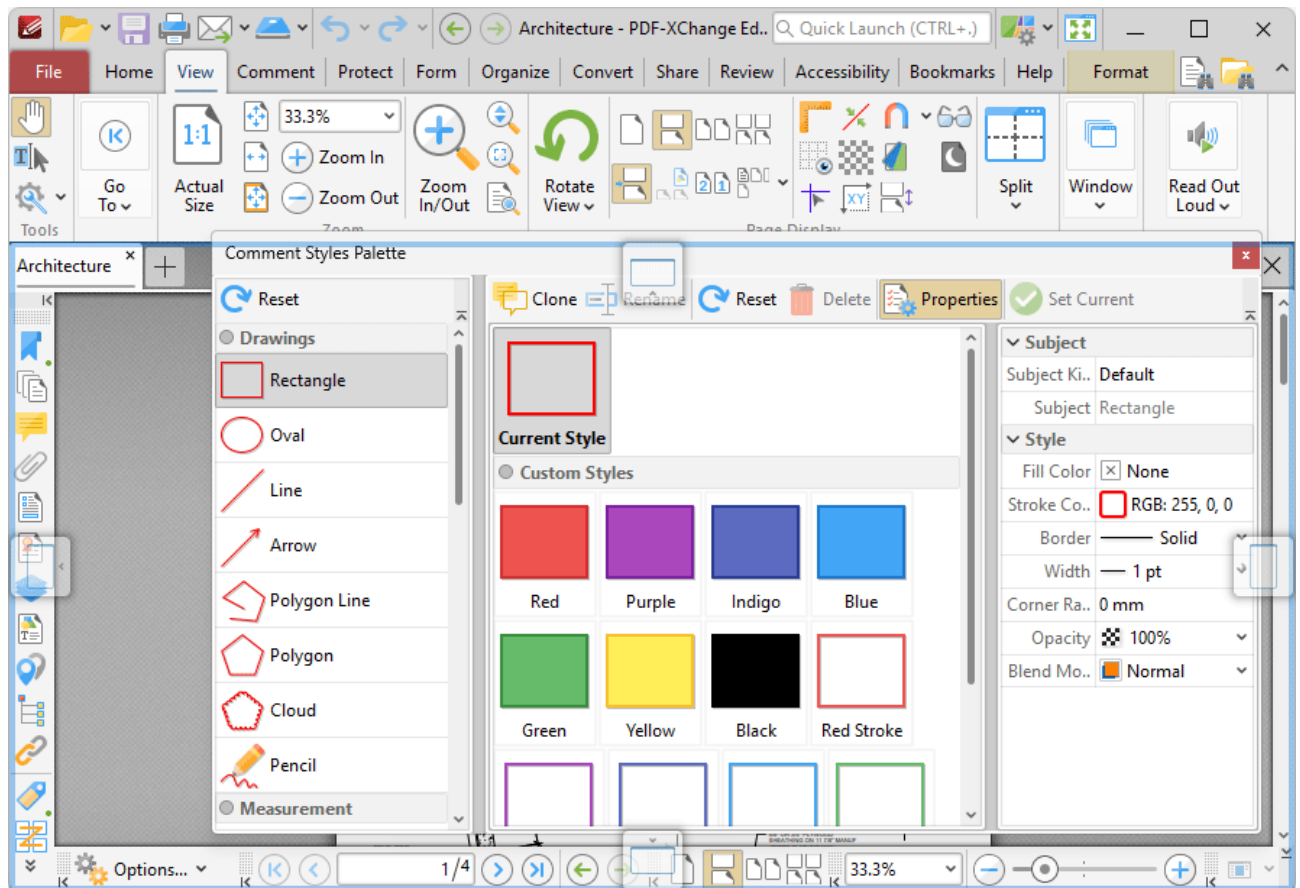 Architecture - PDF-XChange Ed..
Quick Launch (CTRL+.)
File Home View Comment Protect Form Organize Convert Share Review Accessibility Bookmarks Help Format
Go To
1:1
Actual Size
33.3%
Zoom In
Zoom Out
Zoom In/Out
Rotate View
Split
Window
Read Out Loud
Tools
Zoom
Page Display
Architecture
Comment Styles Palette
Reset
Clone
Rename
Reset
Delete
Properties
Set Current
Drawings
Rectangle
Oval
Line
Arrow
Polygon Line
Polygon
Cloud
Pencil
Measurement
Current Style
Custom Styles
Red Purple Indigo Blue
Green Yellow Black Red Stroke
Subject
Subject Ki.. Default
Subject Rectangle
Style
Fill Color None
Stroke Co.. RGB: 255, 0, 0
Border Solid
Width 1 pt
Corner Ra.. 0 mm
Opacity 100%
Blend Mo.. Normal
Options...
1/4
33.3%